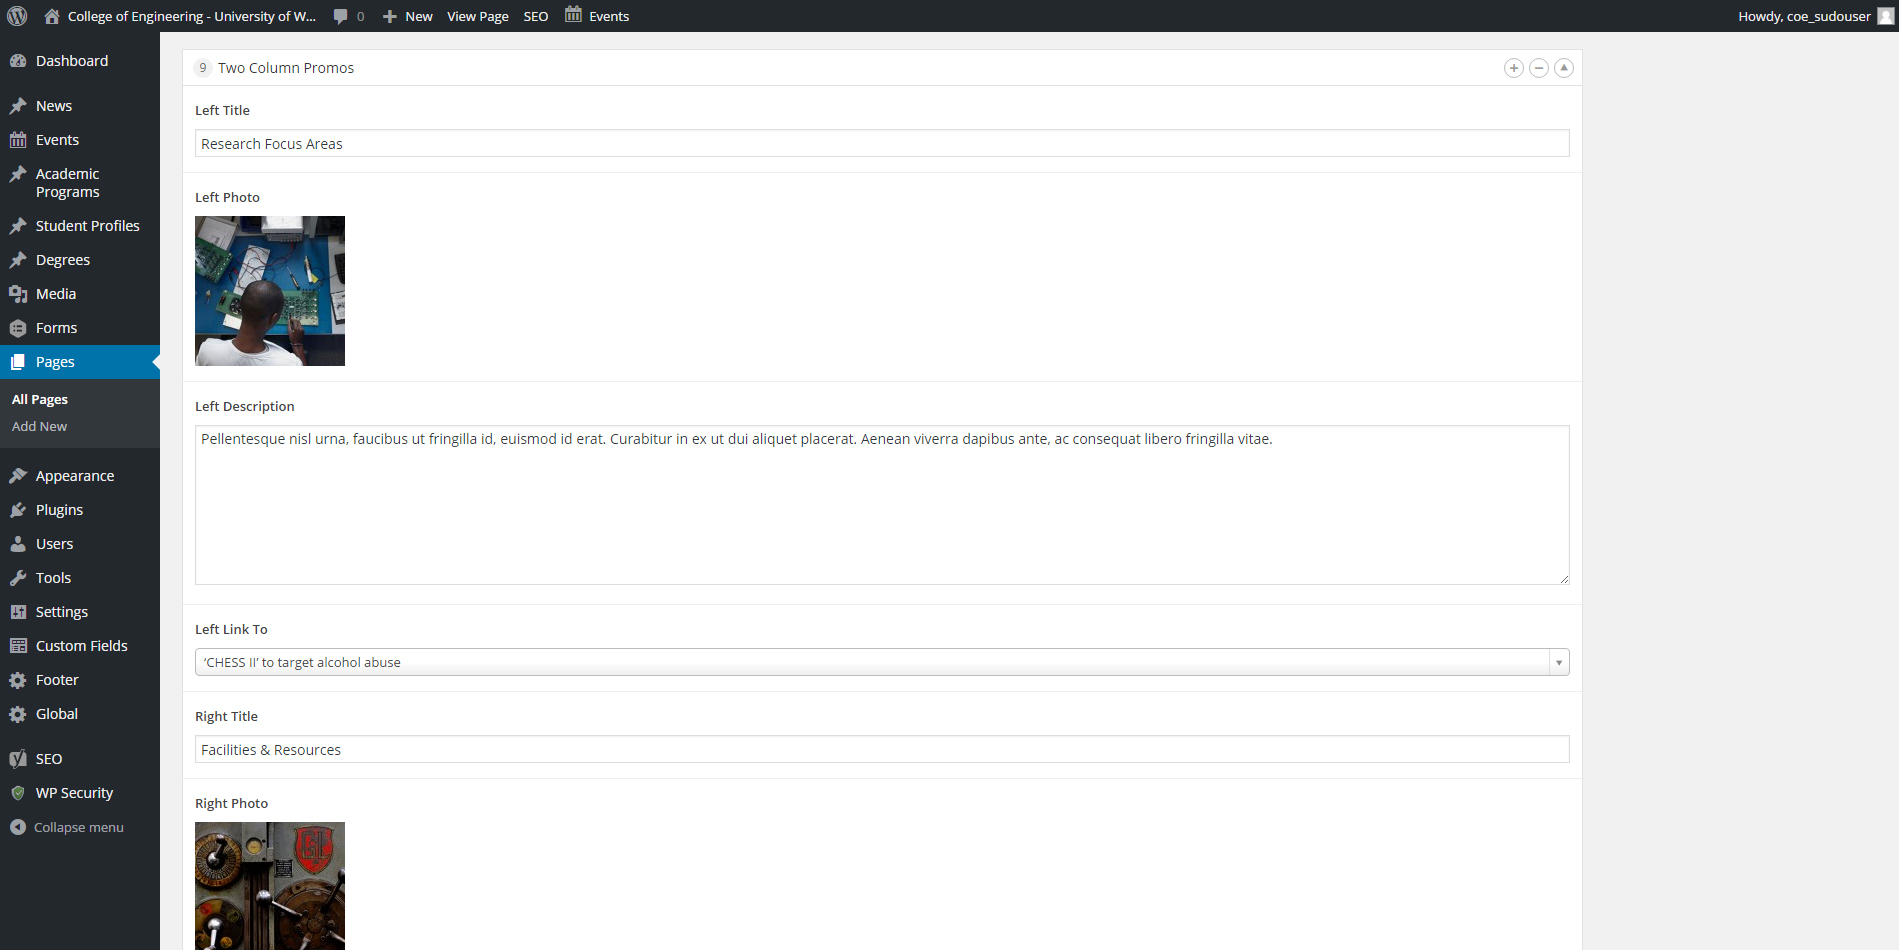 College of Engineering - University of W...
0
New
View Page
SEO
Events
Howdy, coe_sudouser
Dashboard
News
Events
Academic
Programs
Student Profiles
Degrees
Media
Forms
Pages
All Pages
Add New
Appearance
Plugins
Users
Tools
Settings
Custom Fields
Footer
Global
SEO
WP Security
Collapse menu
9 Two Column Promos
Left Title
Research Focus Areas
Left Photo
Left Description
Pellentesque nisl urna, faucibus ut fringilla id, euismod id erat. Curabitur in ex ut dui aliquet placerat. Aenean viverra dapibus ante, ac consequat libero fringilla vitae.
Left Link To
‘CHESS II’ to target alcohol abuse
Right Title
Facilities & Resources
Right Photo